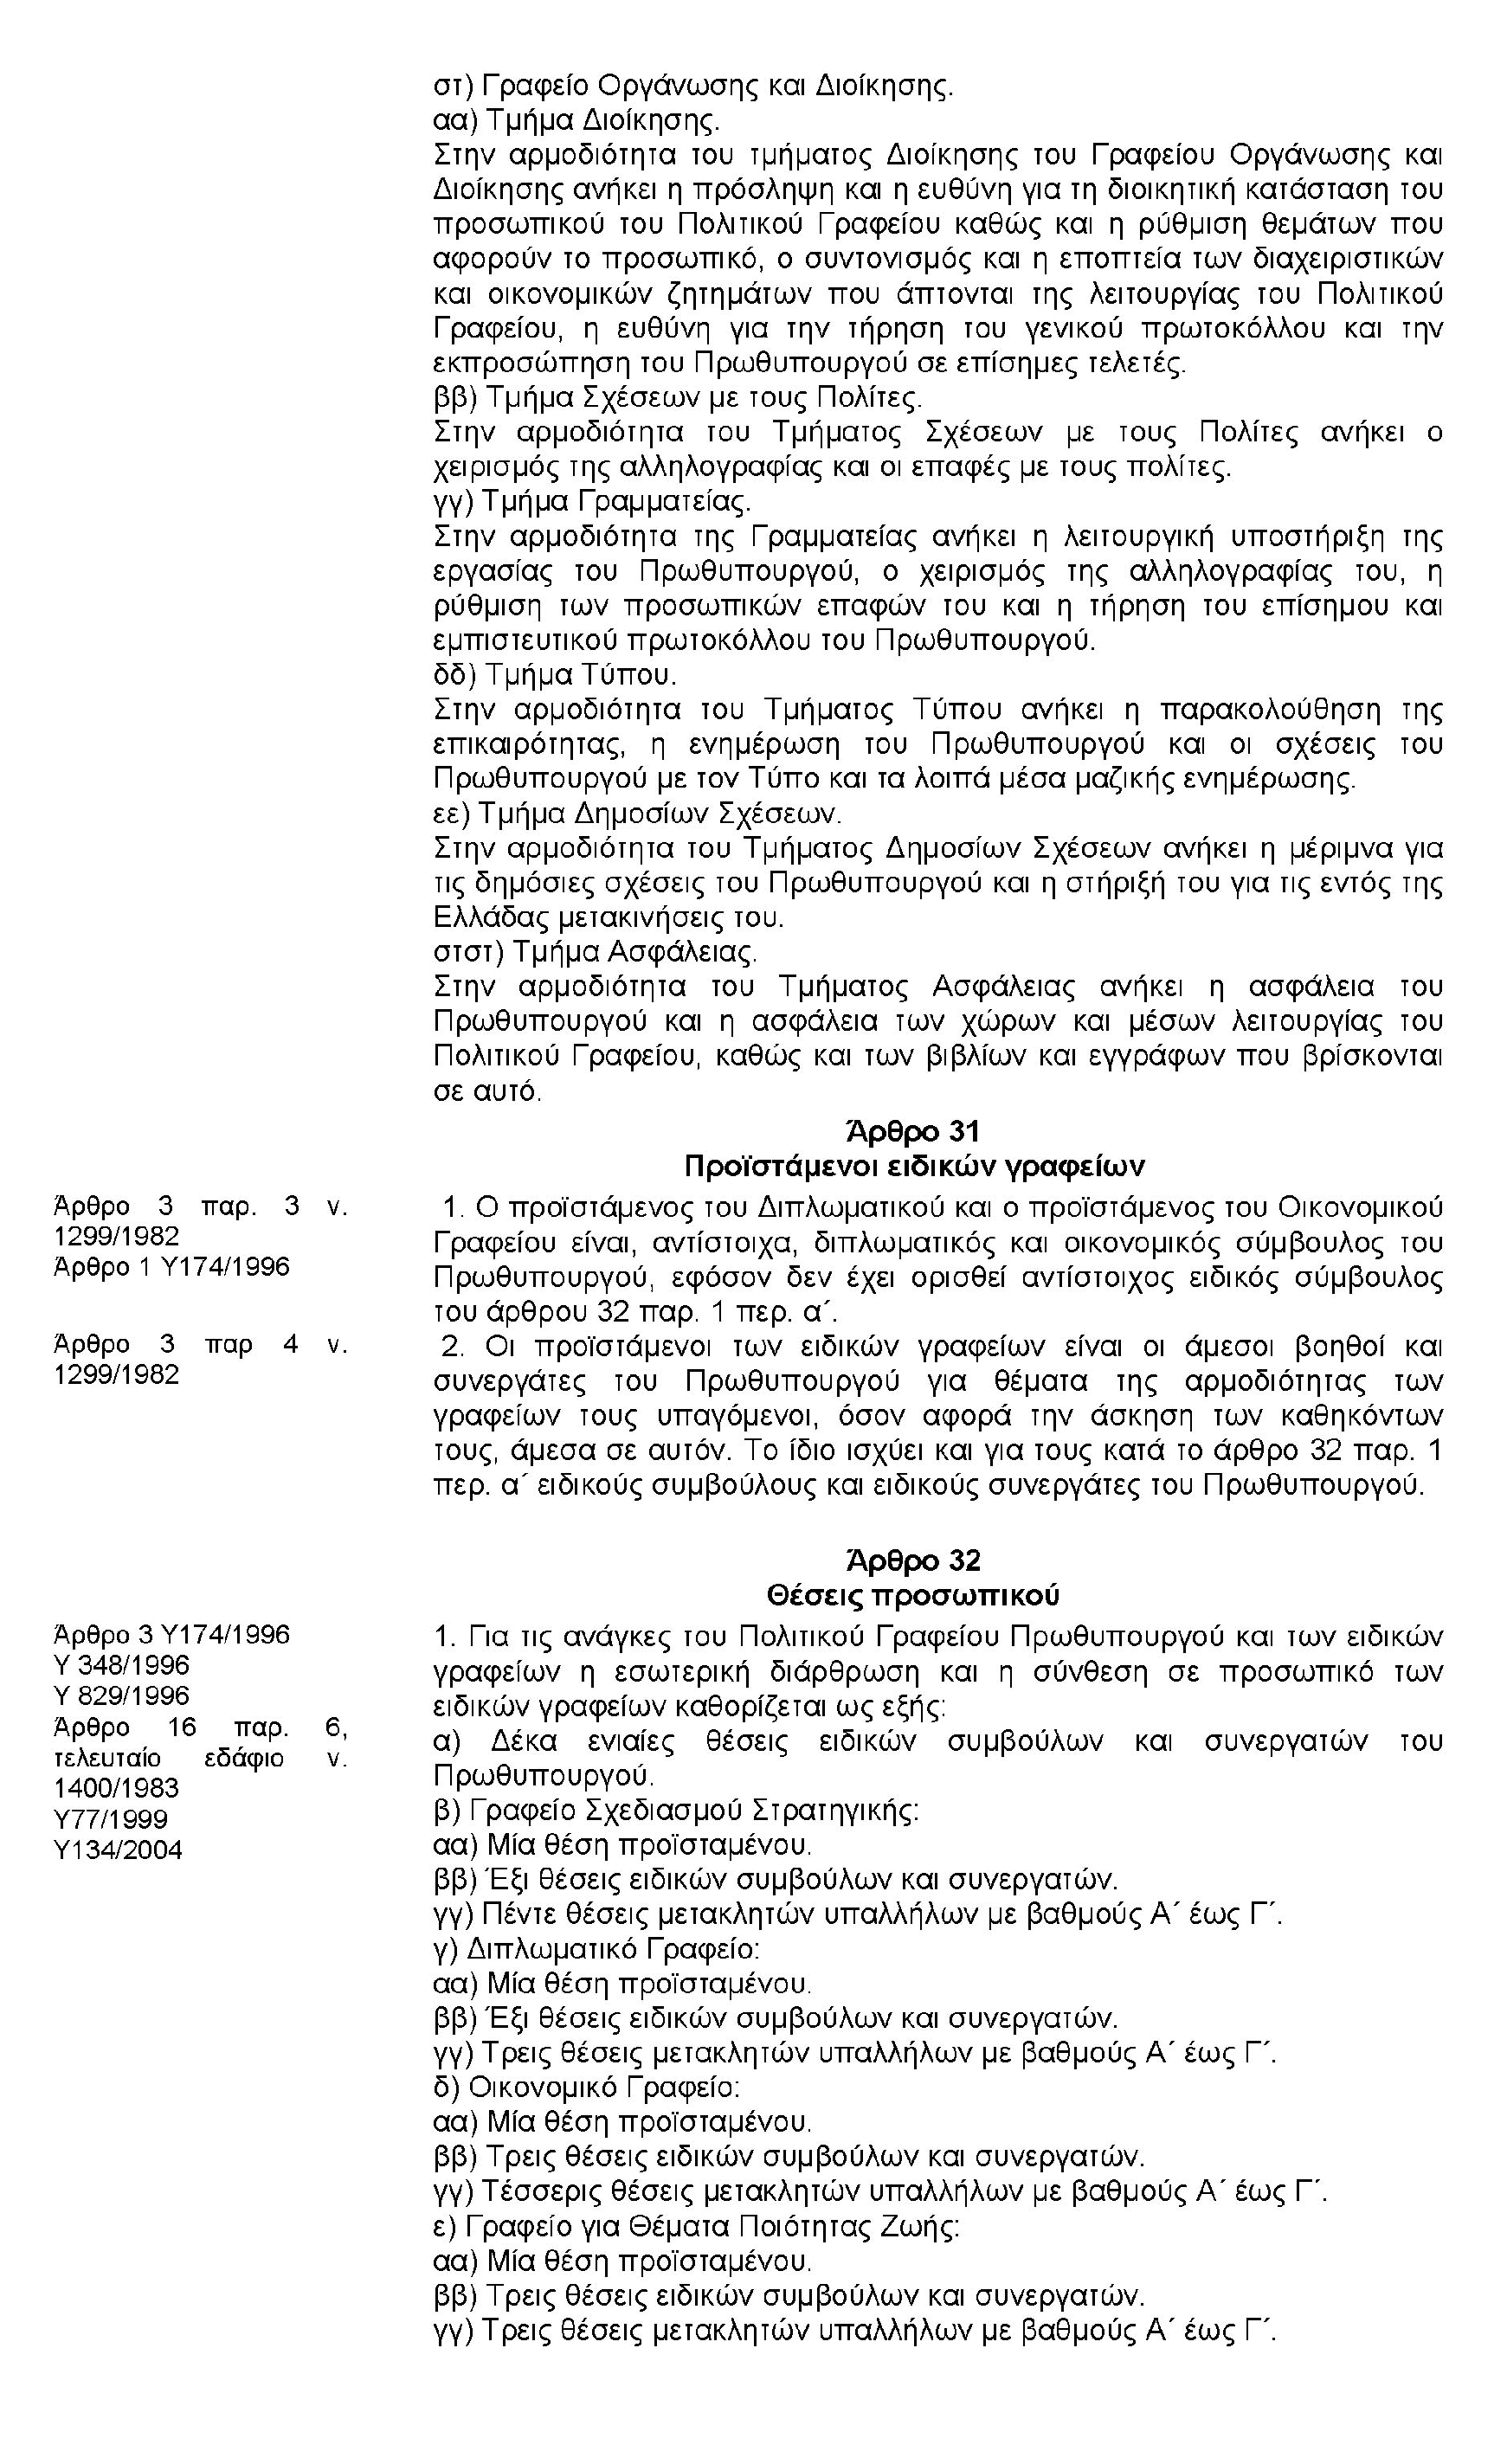 στ) Γραφείο Οργάνωσης και Διοίκησης.
αα) Τμήμα Διοίκησης.
Στην αρμοδιότητα του τμήματος Διοίκησης του Γραφείου Οργάνωσης και
Διοίκησης ανήκει η πρόσληψη και η ευθύνη για τη διοικητική κατάσταση του
προσωπικού του Πολιτικού Γραφείου καθώς και η ρύθμιση θεμάτων που
αφορούν το προσωπικό, ο συντονισμός και η εποπτεία των διαχειριστικών
και οικονομικών ζητημάτων που άπτονται της λειτουργίας του Πολιτικού
Γραφείου, η ευθύνη για την τήρηση του γενικού πρωτοκόλλου και την
εκπροσώπηση του Πρωθυπουργού σε επίσημες τελετές.
ββ) Τμήμα Σχέσεων με τους Πολίτες.
Στην αρμοδιότητα του Τμήματος Σχέσεων με τους Πολίτες ανήκει ο
χειρισμός της αλληλογραφίας και οι επαφές με τους πολίτες.
γγ) Τμήμα Γραμματείας.
Στην αρμοδιότητα της Γραμματείας ανήκει η λειτουργική υποστήριξη της
εργασίας του Πρωθυπουργού, ο χειρισμός της αλληλογραφίας του, η
ρύθμιση των προσωπικών επαφών του και η τήρηση του επίσημου και
εμπιστευτικού πρωτοκόλλου του Πρωθυπουργού.
δδ) Τμήμα Τύπου.
Στην αρμοδιότητα του Τμήματος Τύπου ανήκει η παρακολούθηση της
επικαιρότητας, η ενημέρωση του Πρωθυπουργού και οι σχέσεις του
Πρωθυπουργού με τον Τύπο και τα λοιπά μέσα μαζικής ενημέρωσης.
εε) Τμήμα Δημοσίων Σχέσεων.
Στην αρμοδιότητα του Τμήματος Δημοσίων Σχέσεων ανήκει η μέριμνα για
τις δημόσιες σχέσεις του Πρωθυπουργού και η στήριξή του για τις εντός της
Ελλάδας μετακινήσεις του.
στστ) Τμήμα Ασφάλειας.
Στην αρμοδιότητα του Τμήματος Ασφάλειας ανήκει η ασφάλεια του
Πρωθυπουργού και η ασφάλεια των χώρων και μέσων λειτουργίας του
Πολιτικού Γραφείου, καθώς και των βιβλίων και εγγράφων που βρίσκονται
σε αυτό.
Άρθρο 31
Προϊστάμενοι ειδικών γραφείων
Άρθρο 3 παρ. 3 ν.
1299/1982
Άρθρο 1 Υ174/1996
1. Ο προϊστάμενος του Διπλωματικού και ο προϊστάμενος του Οικονομικού
Γραφείου είναι, αντίστοιχα, διπλωματικός και οικονομικός σύμβουλος του
Πρωθυπουργού, εφόσον δεν έχει ορισθεί αντίστοιχος ειδικός σύμβουλος
του άρθρου 32 παρ. 1 περ. α΄.
Άρθρο 3 παρ 4 ν.
1299/1982
2. Οι προϊστάμενοι των ειδικών γραφείων είναι οι άμεσοι βοηθοί και
συνεργάτες του Πρωθυπουργού για θέματα της αρμοδιότητας των
γραφείων τους υπαγόμενοι, όσον αφορά την άσκηση των καθηκόντων
τους, άμεσα σε αυτόν. Το ίδιο ισχύει και για τους κατά το άρθρο 32 παρ. 1
περ. α΄ ειδικούς συμβούλους και ειδικούς συνεργάτες του Πρωθυπουργού.
Άρθρο 32
Θέσεις προσωπικού
Άρθρο 3 Υ174/1996
Υ 348/1996
Υ 829/1996
Άρθρο 16 παρ. 6,
τελευταίο εδάφιο ν.
1400/1983
Υ77/1999
Υ134/2004
1. Για τις ανάγκες του Πολιτικού Γραφείου Πρωθυπουργού και των ειδικών
γραφείων η εσωτερική διάρθρωση και η σύνθεση σε προσωπικό των
ειδικών γραφείων καθορίζεται ως εξής:
α) Δέκα ενιαίες θέσεις ειδικών συμβούλων και συνεργατών του
Πρωθυπουργού.
β) Γραφείο Σχεδιασμού Στρατηγικής:
αα) Μία θέση προϊσταμένου.
ββ) Έξι θέσεις ειδικών συμβούλων και συνεργατών.
γγ) Πέντε θέσεις μετακλητών υπαλλήλων με βαθμούς Α΄ έως Γ΄.
γ) Διπλωματικό Γραφείο:
αα) Μία θέση προϊσταμένου.
ββ) Έξι θέσεις ειδικών συμβούλων και συνεργατών.
γγ) Τρεις θέσεις μετακλητών υπαλλήλων με βαθμούς Α΄ έως Γ΄.
δ) Οικονομικό Γραφείο:
αα) Μία θέση προϊσταμένου.
ββ) Τρεις θέσεις ειδικών συμβούλων και συνεργατών.
γγ) Τέσσερις θέσεις μετακλητών υπαλλήλων με βαθμούς Α΄ έως Γ΄.
ε) Γραφείο για Θέματα Ποιότητας Ζωής:
αα) Μία θέση προϊσταμένου.
ββ) Τρεις θέσεις ειδικών συμβούλων και συνεργατών.
γγ) Τρεις θέσεις μετακλητών υπαλλήλων με βαθμούς Α΄ έως Γ΄.